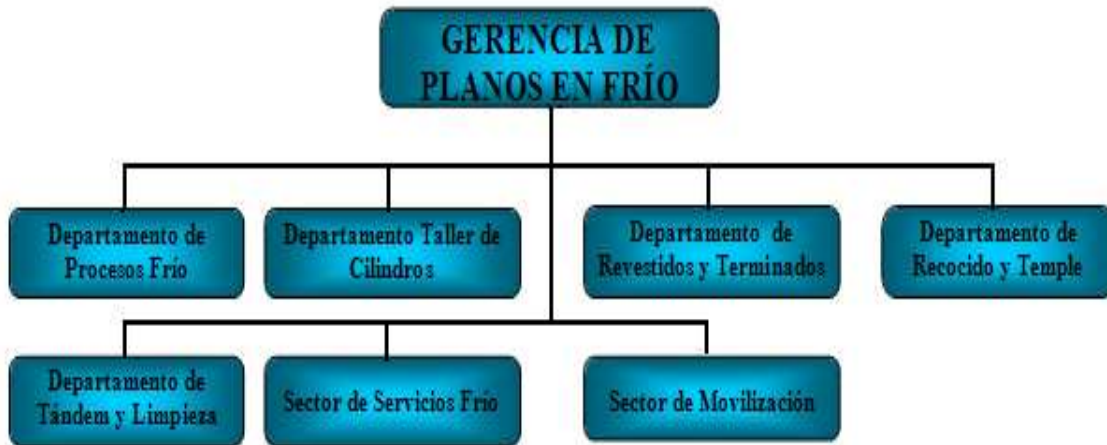 GERENCIA DE
PLANOS EN FRÍO
Departamento de
Procesos Frío
Departamento Taller de
Cilindros
Departamento de
Revestidos y Terminados
Departamento de
Recocido y Temple
Departamento de
Tándem y Limpieza
Sector de Servicios Frío
Sector de Movilización